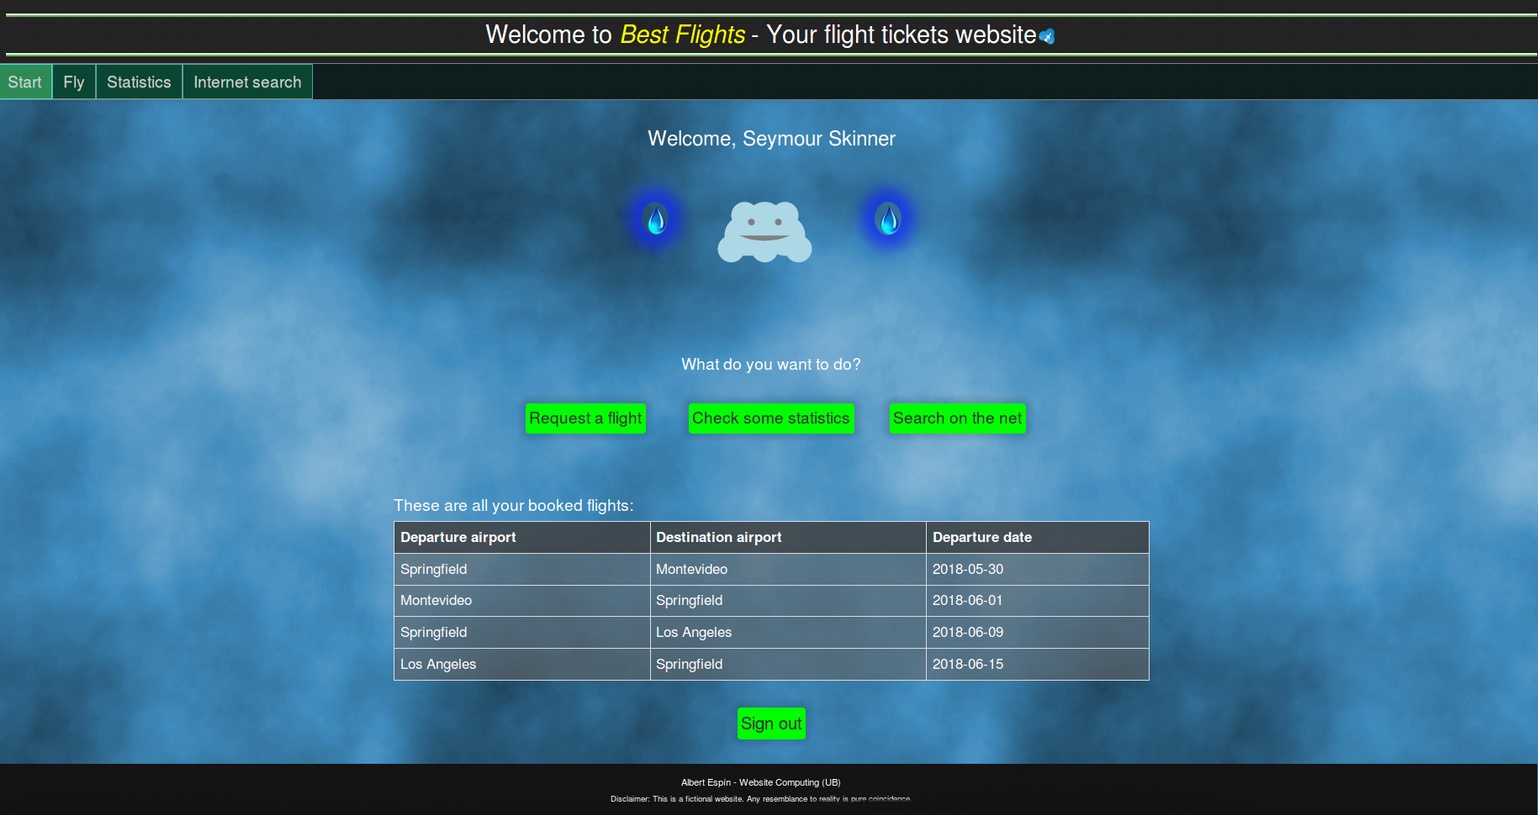 Welcome to Best Flights - Your flight tickets website
Start Fly Statistics Internet search
Welcome, Seymour Skinner
What do you want to do?
Request a flight Check some statistics Search on the net
These are all your booked flights:
Departure airport Destination airport Departure date
Springfield Montevideo 2018-05-30
Montevideo Springfield 2018-06-01
Springfield Los Angeles 2018-06-09
Los Angeles Springfield 2018-06-15
Sign out
Albert Espín - Website Computing (UB)
Disclaimer: This is a fictional website. Any resemblance to reality is pure coincidence.